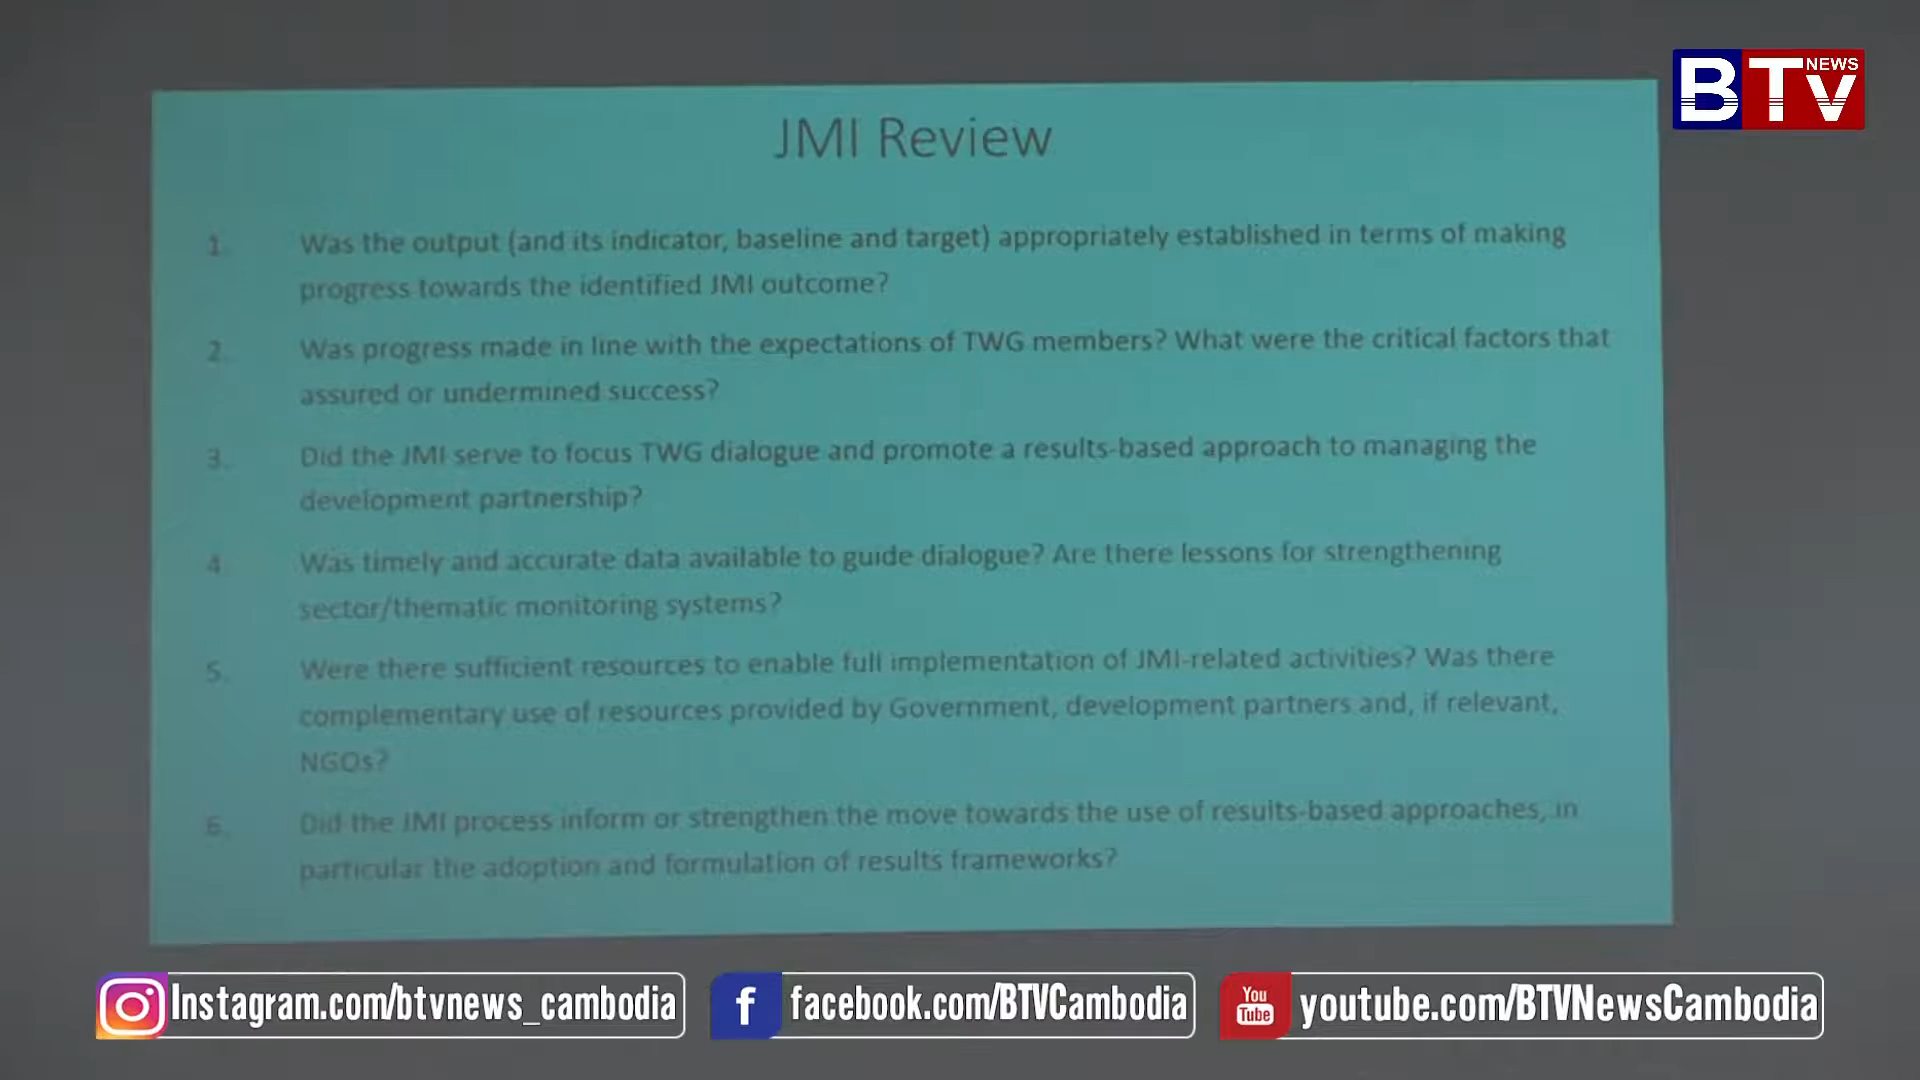 BTV NEWS
JMI Review
1. Was the output (and its indicator, baseline and target) appropriately established in terms of making
progress towards the identified JMI outcome?
2. Was progress made in line with the expectations of TWG members? What were the critical factors that
assured or undermined success?
3. Did the JMI serve to focus TWG dialogue and promote a results-based approach to managing the
development partnership?
4. Was timely and accurate data available to guide dialogue? Are there lessons for strengthening
sector/thematic monitoring systems?
5. Were there sufficient resources to enable full implementation of JMI-related activities? Was there
complementary use of resources provided by Government, development partners and, if relevant,
NGOs?
6. Did the JMI process inform or strengthen the move towards the use of results-based approaches, in
particular the adoption and formulation of results frameworks?
Instagram.com/btvnews_cambodia
f facebook.com/BTVCambodia
You Tube youtube.com/BTVNewsCambodia